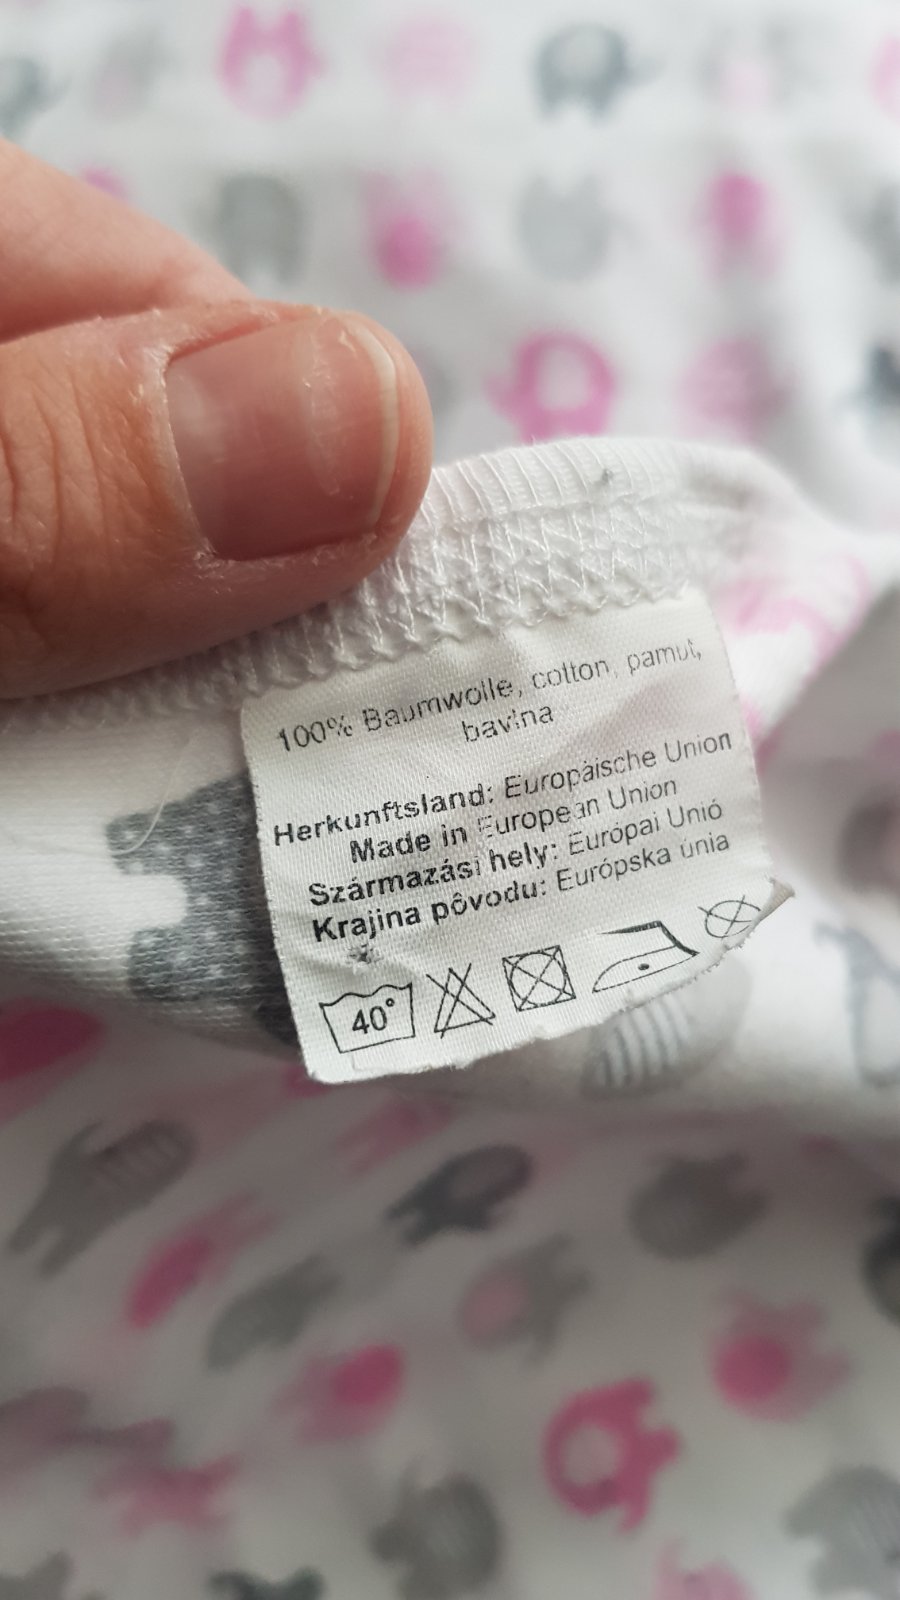 100% Baumwolle, cotton, pamut,
bavlna
Herkunftsland: Europäische Union
Made in European Union
Származási hely: Európai Unió
Krajina pôvodu: Európska únia
40°